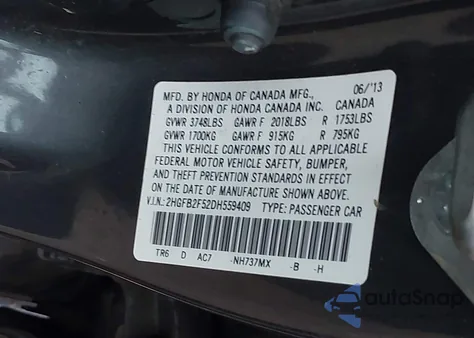 MFD. BY HONDA OF CANADA MFG., 06/'13
A DIVISION OF HONDA CANADA INC. CANADA
GVWR 3748LBS GAWR F 2018LBS R 1753LBS
GVWR 1700KG GAWR F 915KG R 795KG
THIS VEHICLE CONFORMS TO ALL APPLICABLE
FEDERAL MOTOR VEHICLE SAFETY, BUMPER,
AND THEFT PREVENTION STANDARDS IN EFFECT
ON THE DATE OF MANUFACTURE SHOWN ABOVE.
V.I.N.: 2HGFB2F52DH559409 TYPE: PASSENGER CAR
TR6 D AC7 -NH737MX -B -H
autoSnap